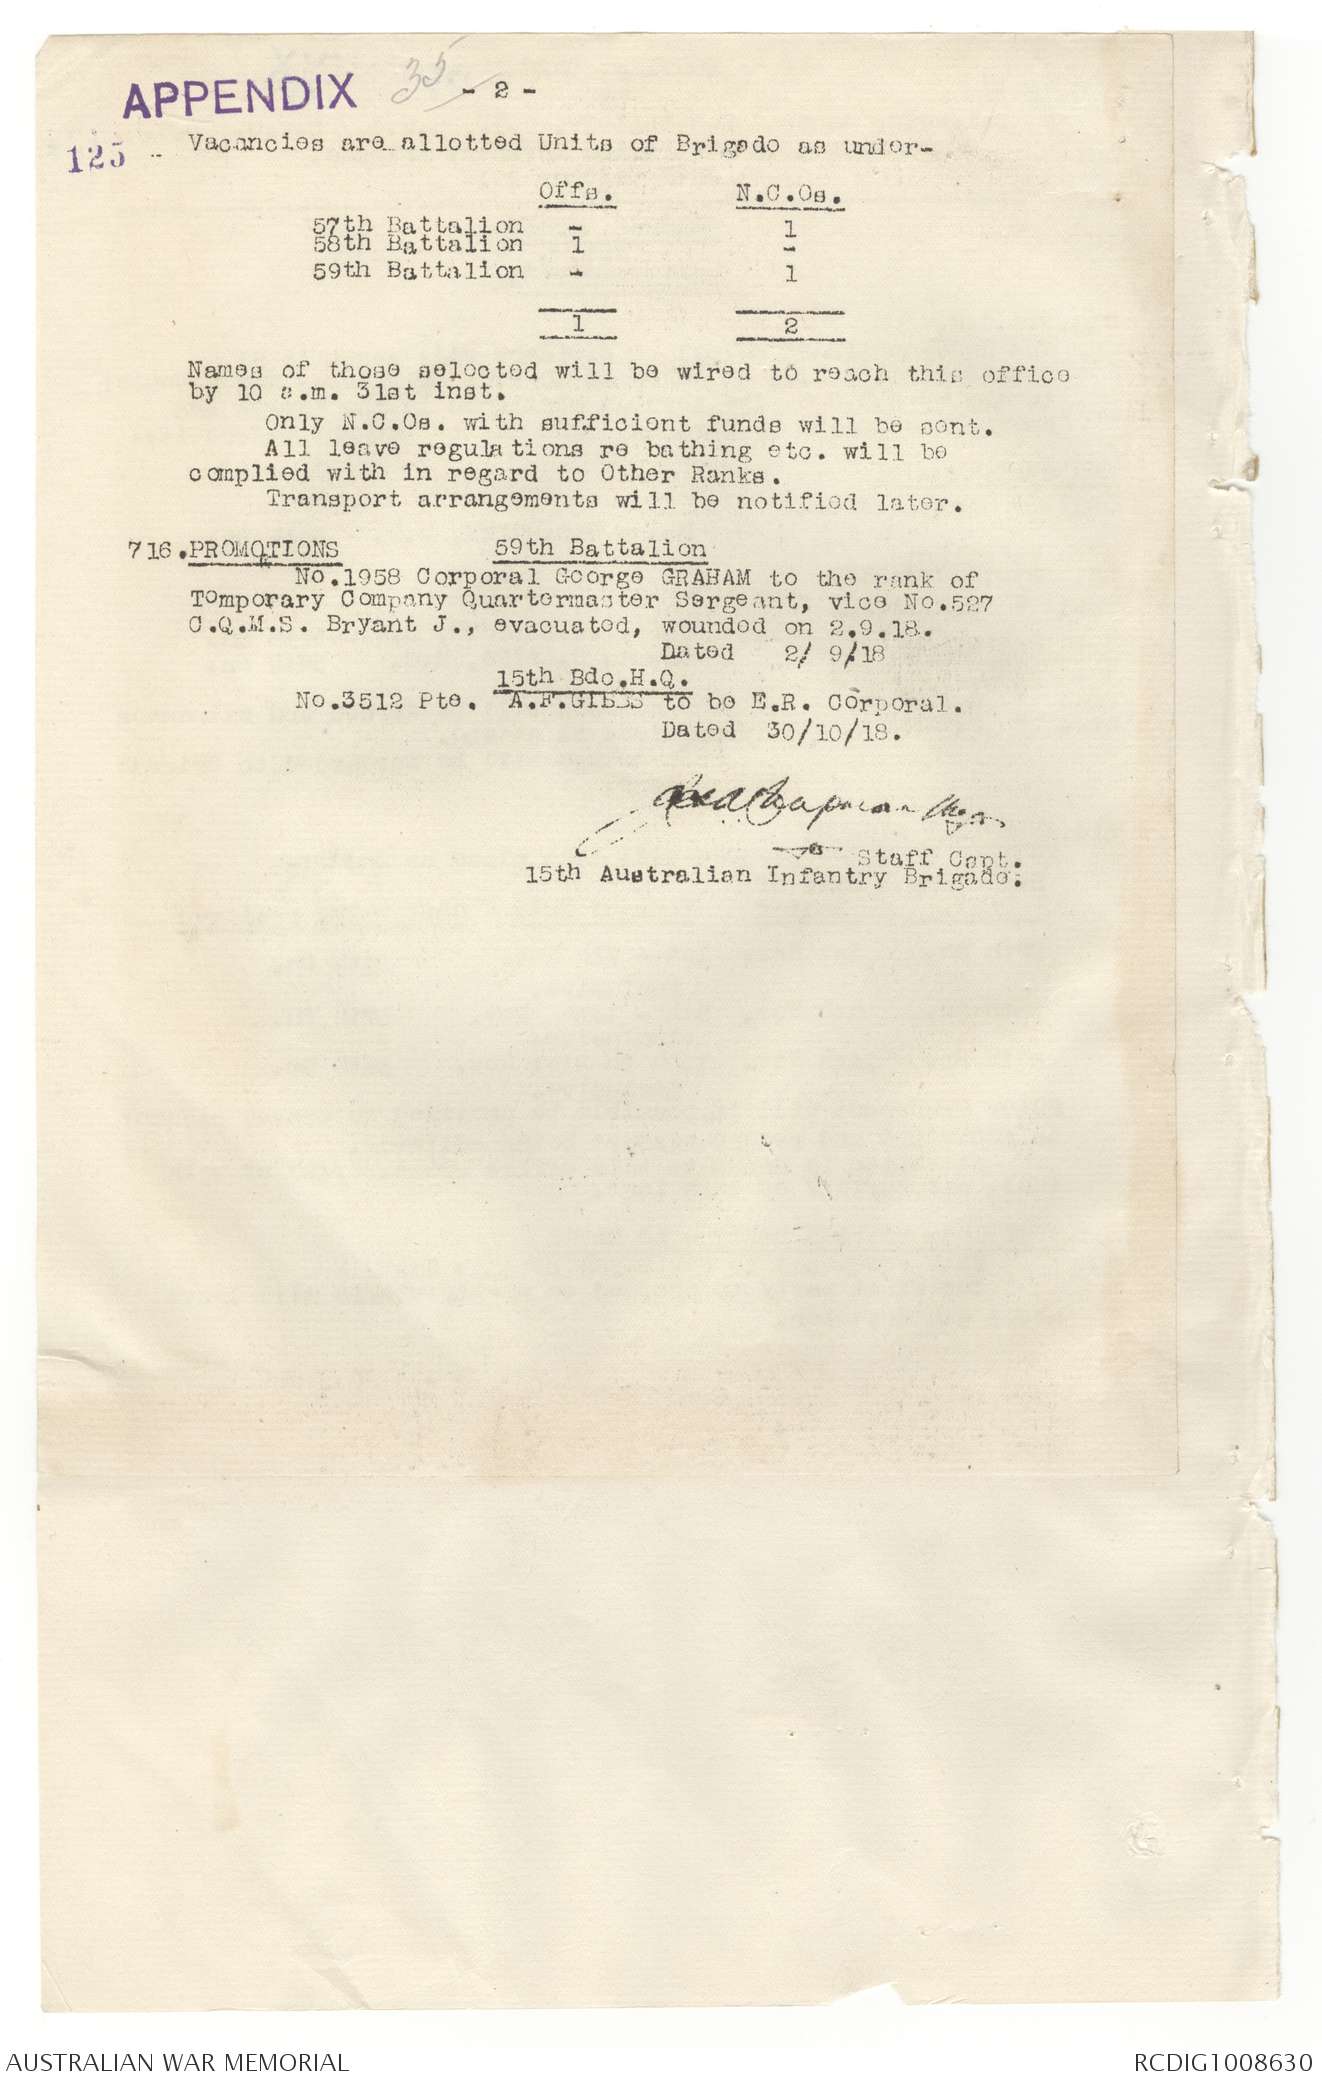 APPENDIX 35 - 2 -
125 - Vacancies are allotted Units of Brigade as under-
Offs. N.C.Os.
57th Battalion - 1
58th Battalion 1 -
59th Battalion - 1
1 2
Names of those selected will be wired to reach this office
by 10 a.m. 31st inst.
Only N.C.Os. with sufficient funds will be sent.
All leave regulations re bathing etc. will be
complied with in regard to Other Ranks.
Transport arrangements will be notified later.
716. PROMOTIONS 59th Battalion
No.1958 Corporal George GRAHAM to the rank of
Temporary Company Quartermaster Sergeant, vice No.527
C.Q.M.S. Bryant J., evacuated, wounded on 2.9.18.
Dated 2/ 9/18
15th Bde.H.Q.
No.3512 Pte. A.F.GIBBS to be E.R. Corporal.
Dated 30/10/18.
Chapman
Staff Capt.
15th Australian Infantry Brigade.
AUSTRALIAN WAR MEMORIAL RCDIG1008630